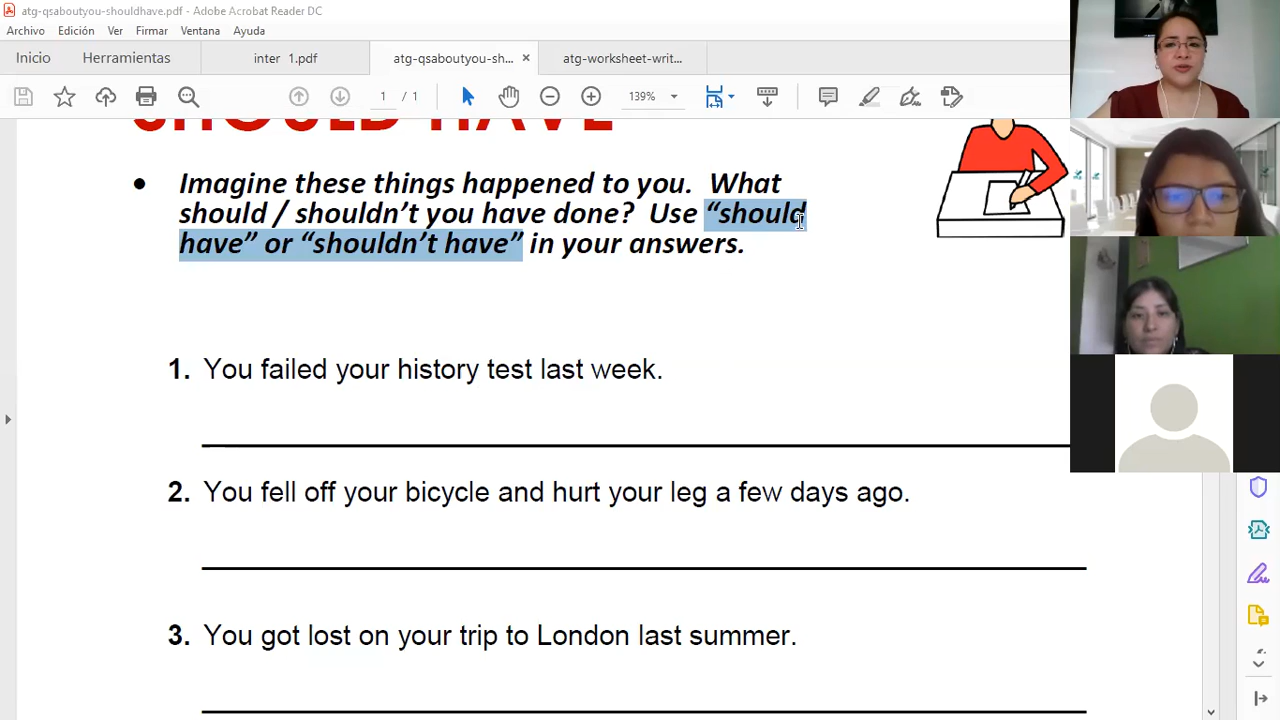 atg-qsaboutyou-shouldhave.pdf - Adobe Acrobat Reader DC
Archivo Edición Ver Firmar Ventana Ayuda
Inicio Herramientas inter 1.pdf atg-qsaboutyou-sh... × atg-worksheet-writ...
1 / 1 139%
SHOULD HAVE
• Imagine these things happened to you. What
should / shouldn’t you have done? Use “should
have” or “shouldn’t have” in your answers.
1. You failed your history test last week.
2. You fell off your bicycle and hurt your leg a few days ago.
3. You got lost on your trip to London last summer.